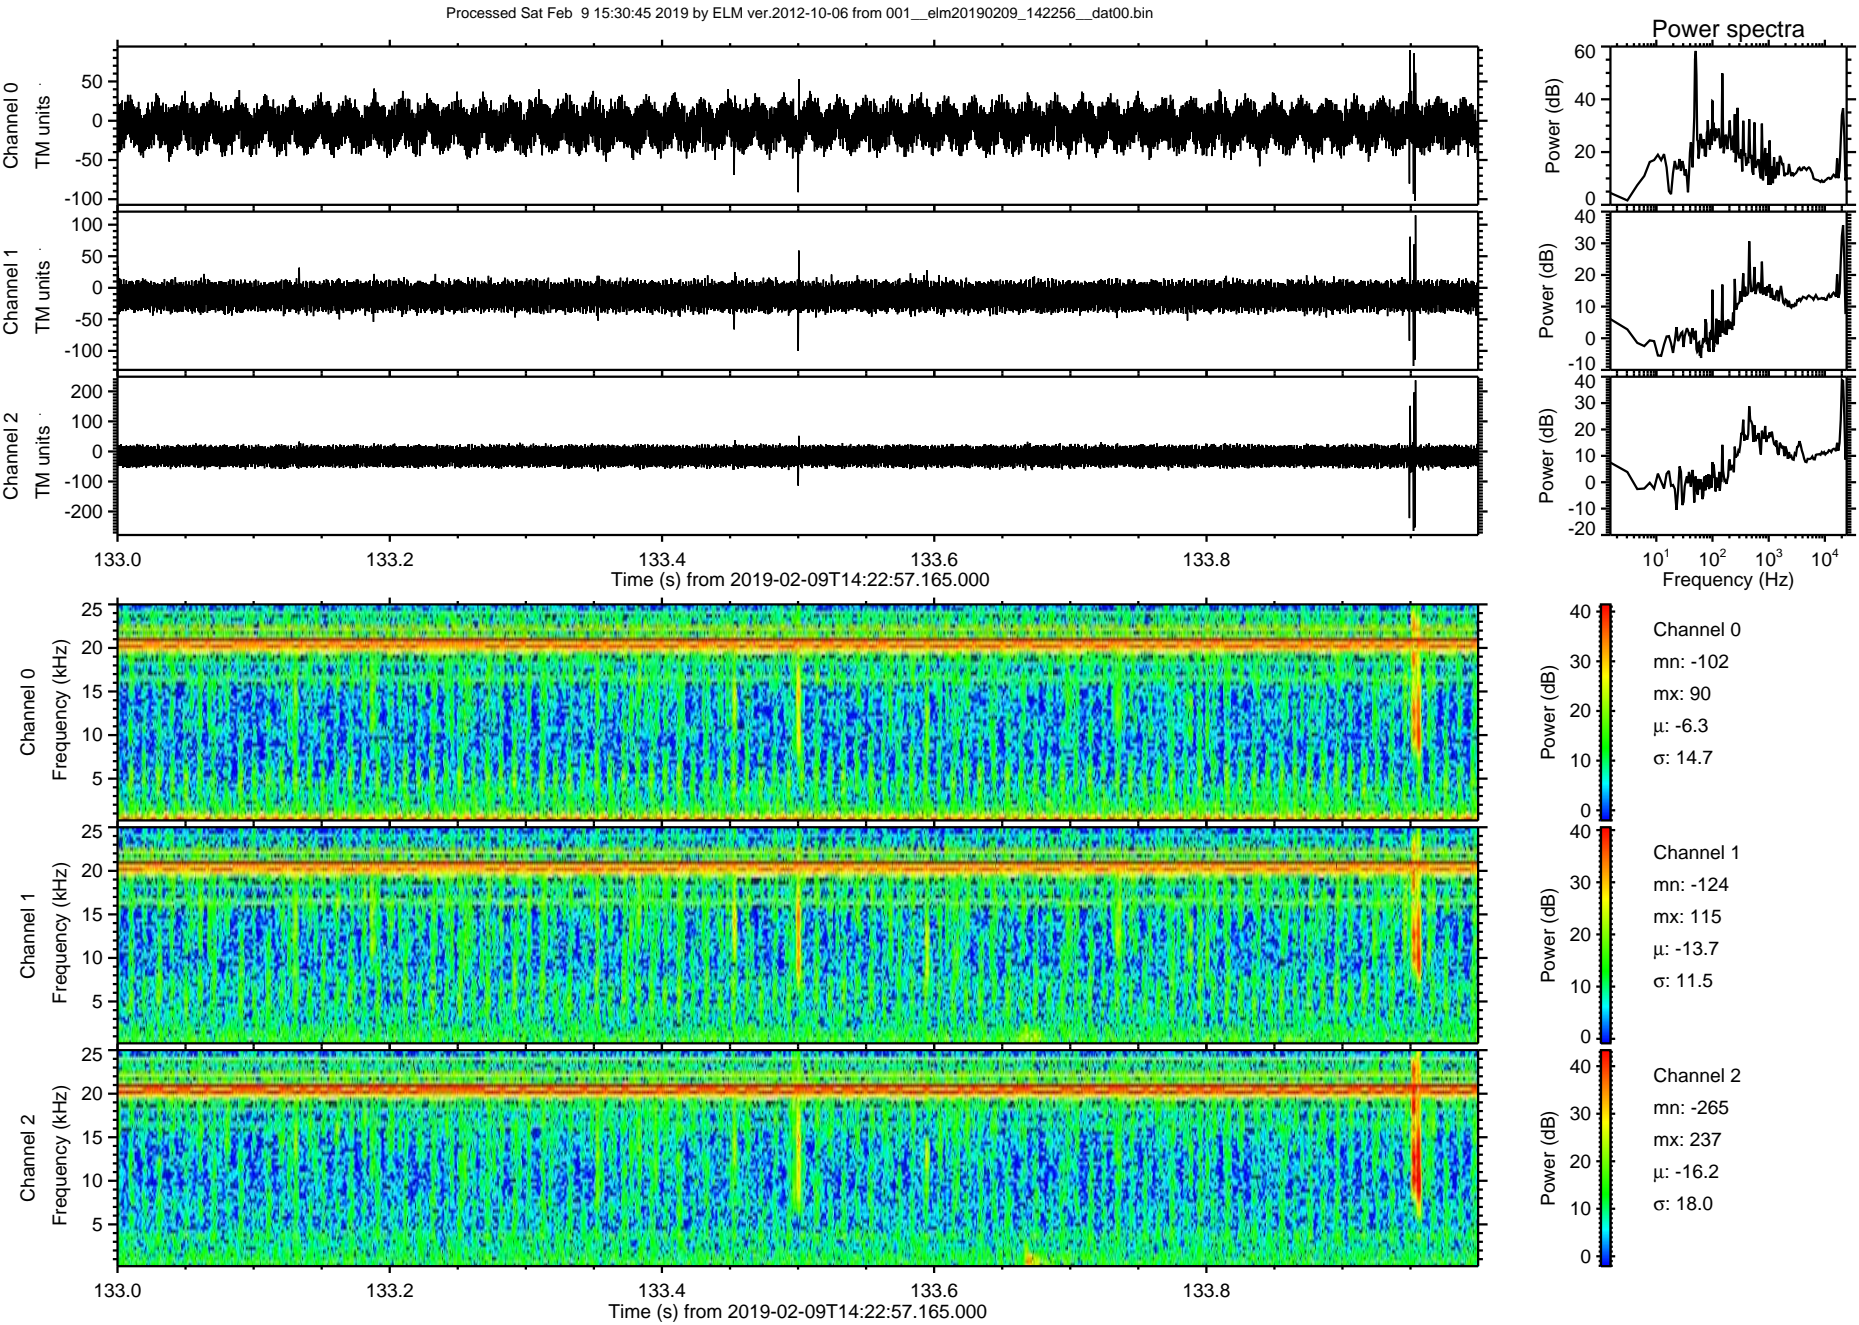 Processed Sat Feb  9 15:30:45 2019 by ELM ver.2012-10-06 from 001__elm20190209_142256__dat00.bin
Power spectra
Channel 0
TM units
50
0
-50
-100
Power (dB)
60
40
20
0
Channel 1
TM units
100
50
0
-50
-100
Power (dB)
40
30
20
10
0
-10
Channel 2
TM units
200
100
0
-100
-200
Power (dB)
40
30
20
10
0
-10
-20
133.0 133.2 133.4 133.6 133.8
Time (s) from 2019-02-09T14:22:57.165.000
10¹ 10² 10³ 10⁴
Frequency (Hz)
Channel 0
Frequency (kHz)
25
20
15
10
5
Power (dB)
40
30
20
10
0
Channel 0
mn: -102
mx: 90
μ: -6.3
σ: 14.7
Channel 1
Frequency (kHz)
25
20
15
10
5
Power (dB)
40
30
20
10
0
Channel 1
mn: -124
mx: 115
μ: -13.7
σ: 11.5
Channel 2
Frequency (kHz)
25
20
15
10
5
Power (dB)
40
30
20
10
0
Channel 2
mn: -265
mx: 237
μ: -16.2
σ: 18.0
133.0 133.2 133.4 133.6 133.8
Time (s) from 2019-02-09T14:22:57.165.000